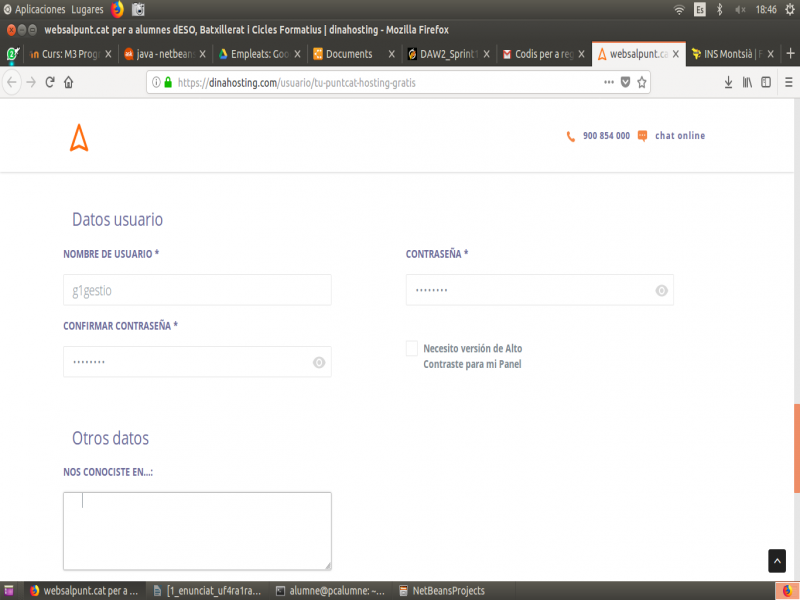 Aplicaciones Lugares Es 18:46
websalpunt.cat per a alumnes dESO, Batxillerat i Cicles Formatius | dinahosting - Mozilla Firefox
Curs: M3 Prog java - netbean Empleats: Goo Documents DAW2_Sprint1 Codis per a reg websalpunt.ca INS Montsià | F
https://dinahosting.com/usuario/tu-puntcat-hosting-gratis
900 854 000 chat online
Datos usuario
NOMBRE DE USUARIO * CONTRASEÑA *
g1gestio ••••••••
CONFIRMAR CONTRASEÑA *
•••••••• Necesito versión de Alto
Contraste para mi Panel
Otros datos
NOS CONOCISTE EN...:
websalpunt.cat per a ... [1_enunciat_uf4ra1ra... alumne@pcalumne: ~... NetBeansProjects